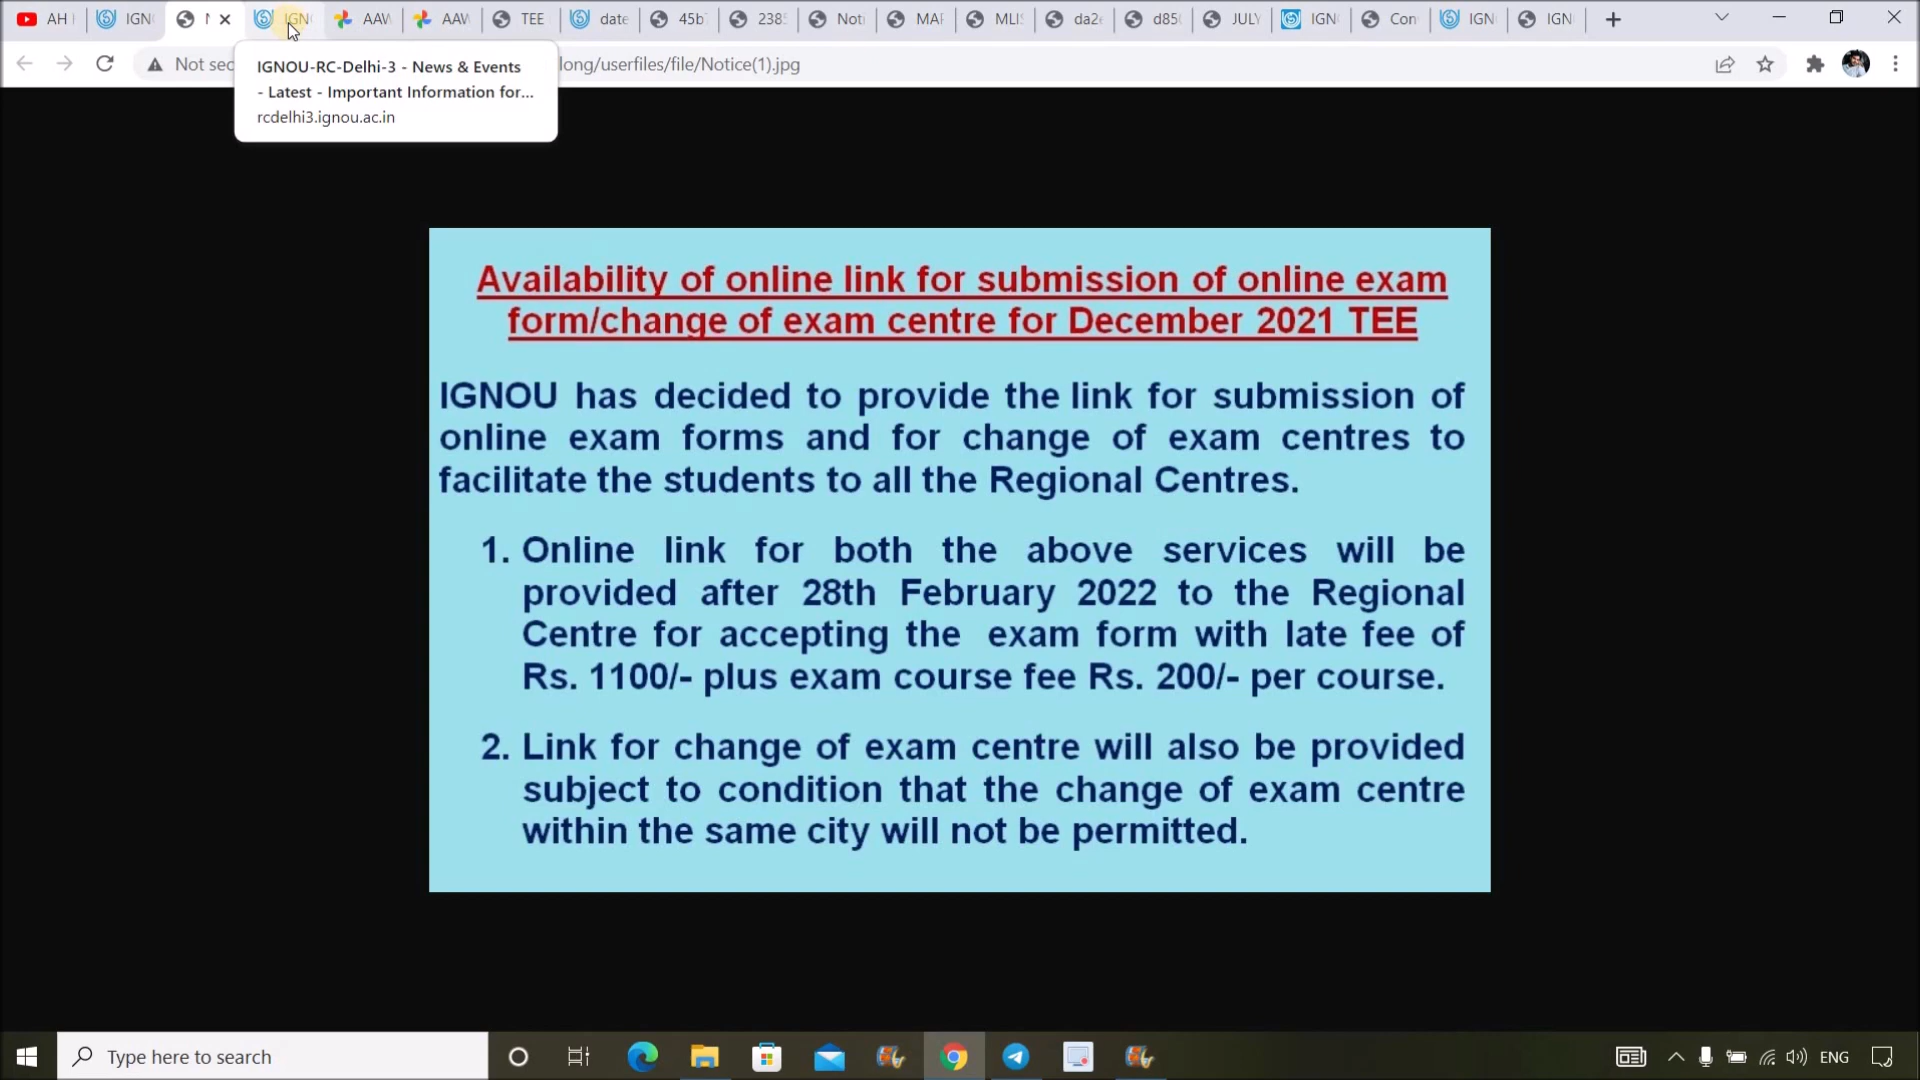 AH
IGN
N
IGN
AAW
AAW
TEE
date
45b
238
Noti
MAR
MLIS
da2
d85
JULY
IGN
Con
IGN
IGN
Not sec
long/userfiles/file/Notice(1).jpg
IGNOU-RC-Delhi-3 - News & Events
- Latest - Important Information for...
rcdelhi3.ignou.ac.in
Availability of online link for submission of online exam
form/change of exam centre for December 2021 TEE
IGNOU has decided to provide the link for submission of
online exam forms and for change of exam centres to
facilitate the students to all the Regional Centres.
1. Online link for both the above services will be
provided after 28th February 2022 to the Regional
Centre for accepting the exam form with late fee of
Rs. 1100/- plus exam course fee Rs. 200/- per course.
2. Link for change of exam centre will also be provided
subject to condition that the change of exam centre
within the same city will not be permitted.
Type here to search
ENG